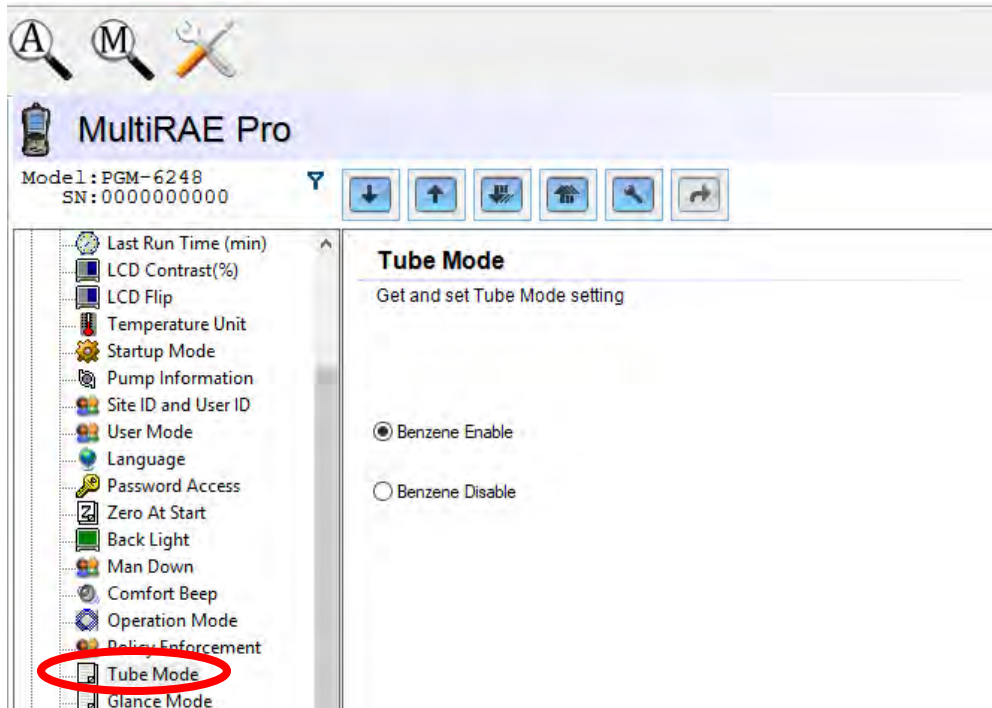 A M
MultiRAE Pro
Model:PGM-6248
SN:0000000000
Last Run Time (min)
LCD Contrast(%)
LCD Flip
Temperature Unit
Startup Mode
Pump Information
Site ID and User ID
User Mode
Language
Password Access
Zero At Start
Back Light
Man Down
Comfort Beep
Operation Mode
Policy Enforcement
Tube Mode
Glance Mode
Tube Mode
Get and set Tube Mode setting
Benzene Enable
Benzene Disable